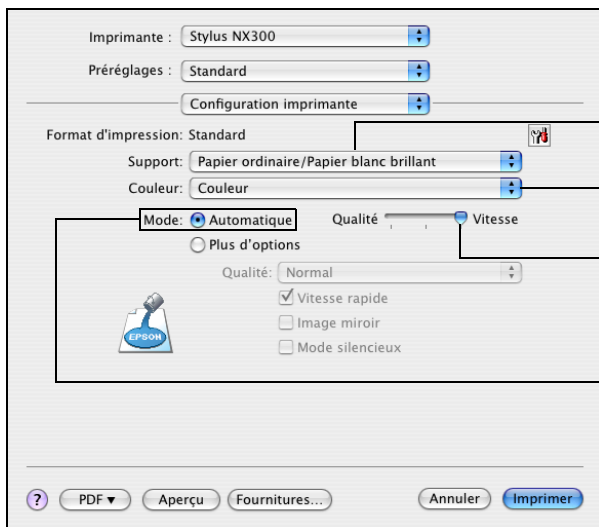 Imprimante : Stylus NX300
Préréglages : Standard
Configuration imprimante
Format d'impression: Standard
Support: Papier ordinaire/Papier blanc brillant
Couleur: Couleur
Mode: Automatique Qualité Vitesse
Plus d'options
Qualité: Normal
Vitesse rapide
Image miroir
Mode silencieux
EPSON
? PDF ▼ Aperçu Fournitures... Annuler Imprimer